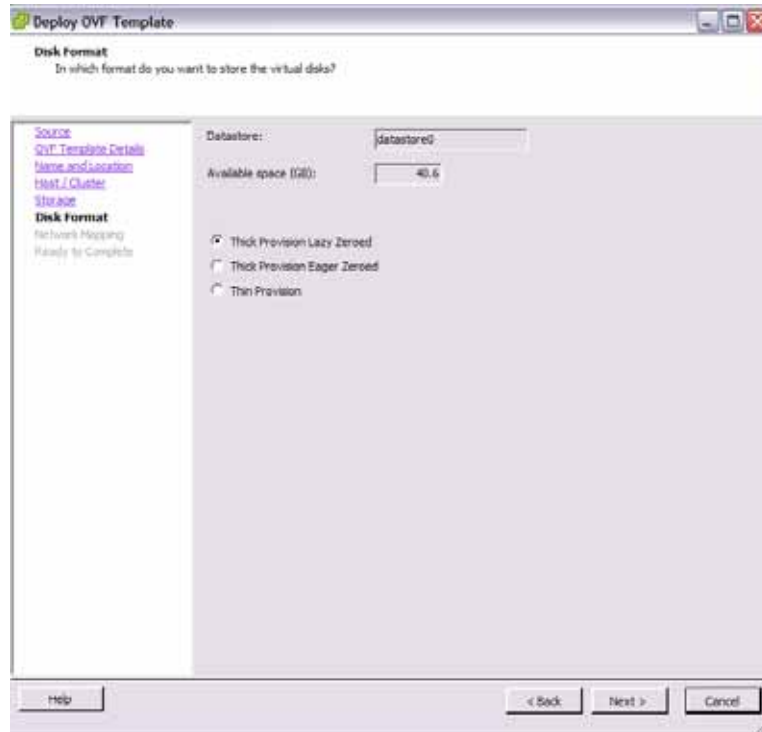 Deploy OVF Template
Disk Format
In which format do you want to store the virtual disks?
Source
OVF Template Details
Name and Location
Host / Cluster
Storage
Disk Format
Network Mapping
Ready to Complete
Datastore:
datastore0
Available space (GB):
40.6
Thick Provision Lazy Zeroed
Thick Provision Eager Zeroed
Thin Provision
Help
< Back
Next >
Cancel